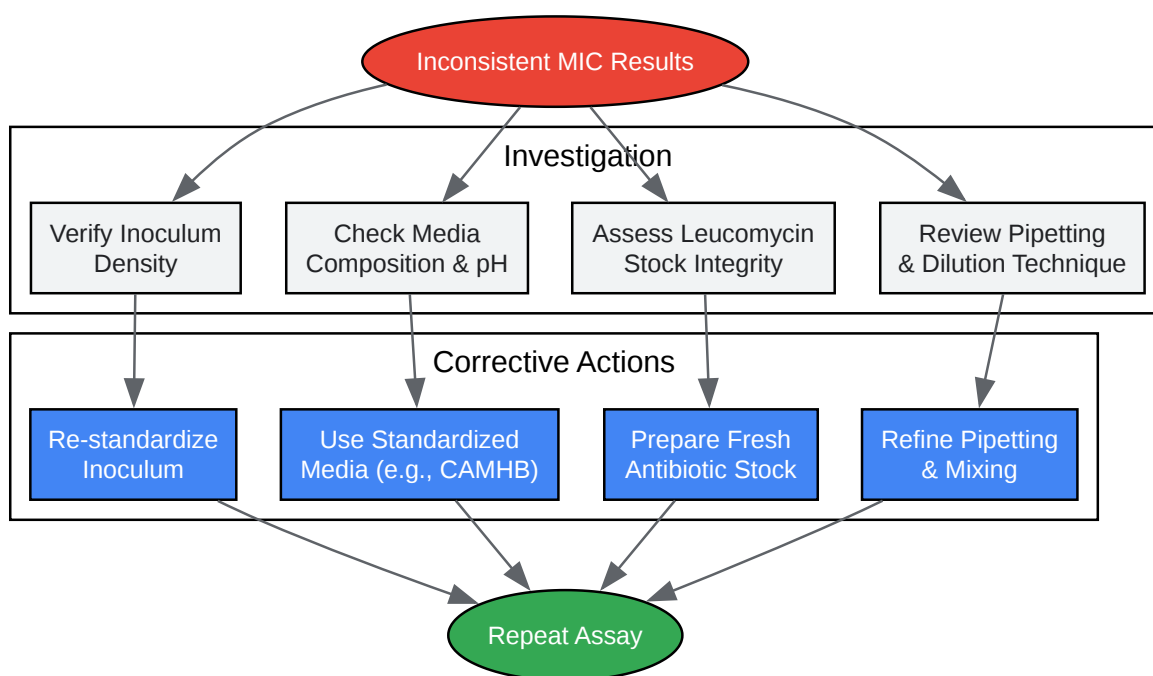 Inconsistent MIC Results
Investigation
Verify Inoculum
Density
Check Media
Composition & pH
Assess Leucomycin
Stock Integrity
Review Pipetting
& Dilution Technique
Corrective Actions
Re-standardize
Inoculum
Use Standardized
Media (e.g., CAMHB)
Prepare Fresh
Antibiotic Stock
Refine Pipetting
& Mixing
Repeat Assay